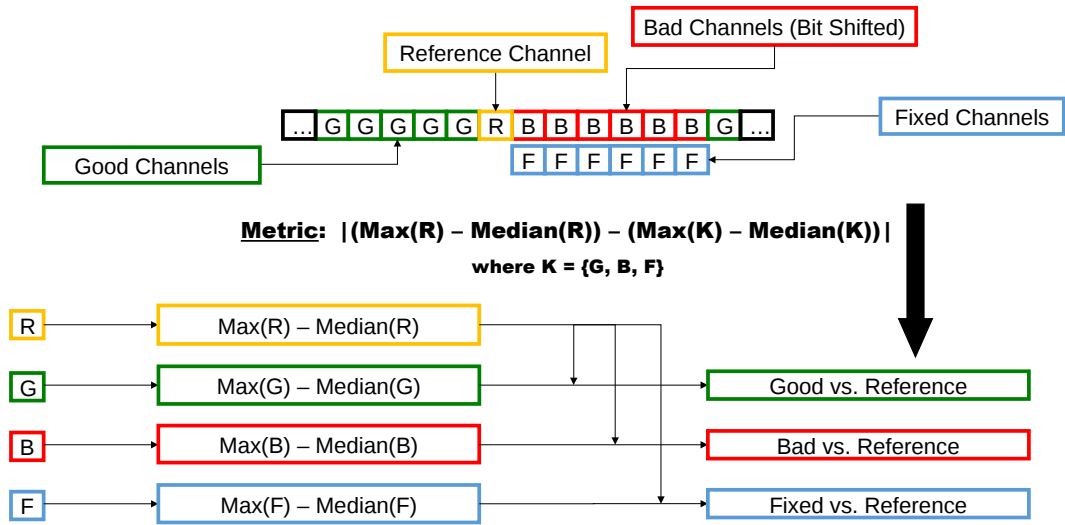 Bad Channels (Bit Shifted)
Reference Channel
… G G G G G R B B B B B B G …
Fixed Channels
Good Channels
F F F F F F
Metric: |(Max(R) – Median(R)) – (Max(K) – Median(K))|
where K = {G, B, F}
R Max(R) – Median(R)
G Max(G) – Median(G) Good vs. Reference
B Max(B) – Median(B) Bad vs. Reference
F Max(F) – Median(F) Fixed vs. Reference